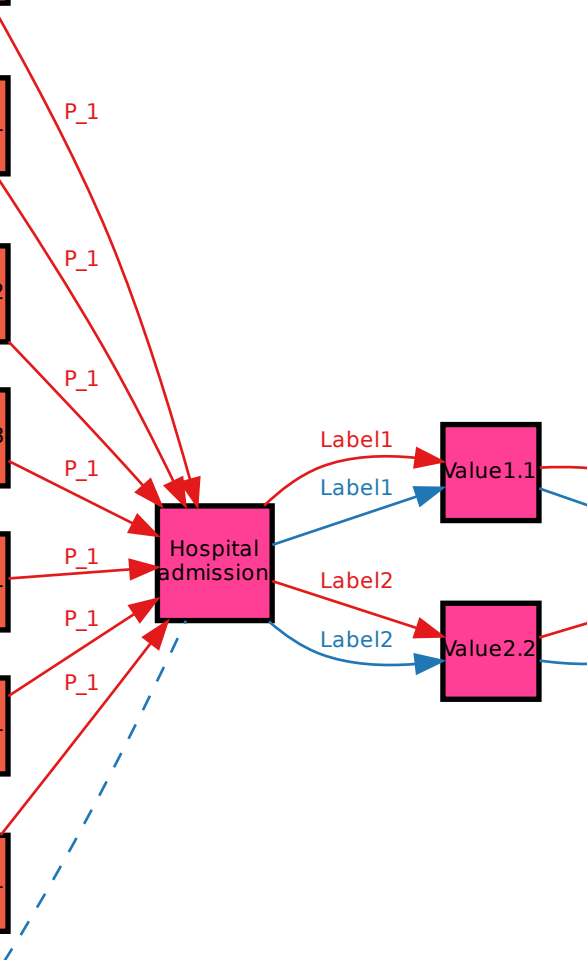 P_1
P_1
P_1
P_1
P_1
P_1
P_1
Hospital
admission
Label1
Label1
Label2
Label2
Value1.1
Value2.2